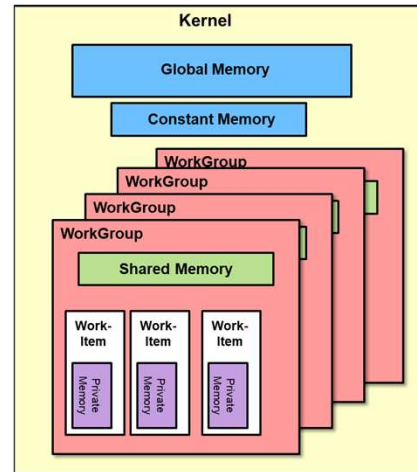 Kernel
Global Memory
Constant Memory
WorkGroup
WorkGroup
WorkGroup
WorkGroup
Shared Memory
Work-
Item
Private
Memory
Work-
Item
Private
Memory
Work-
Item
Private
Memory